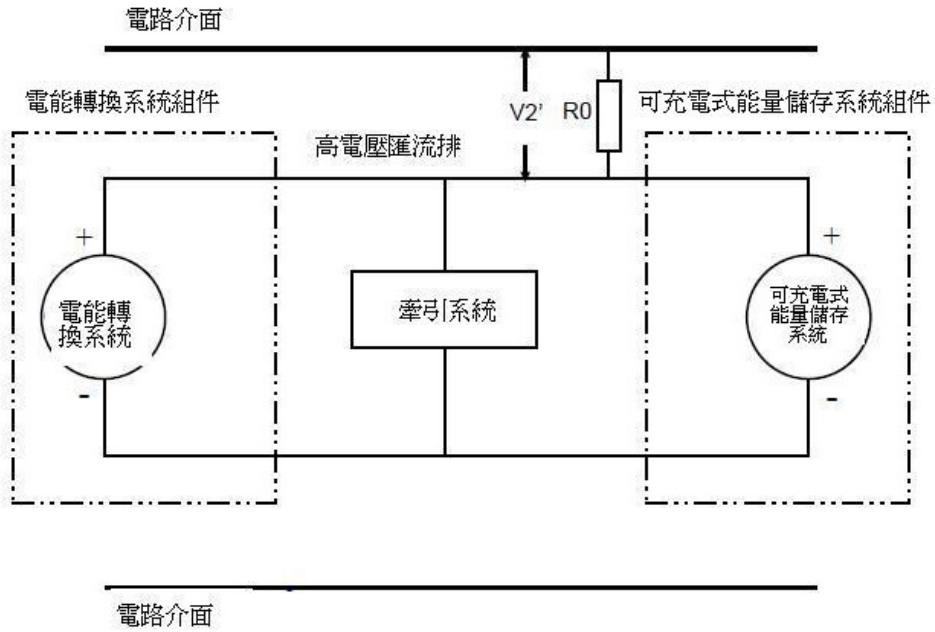 電路介面
電能轉換系統組件
V2'
R0
可充電式能量儲存系統組件
高電壓匯流排
+
+
電能轉
換系統
牽引系統
可充電式
能量儲存
系統
-
-
電路介面